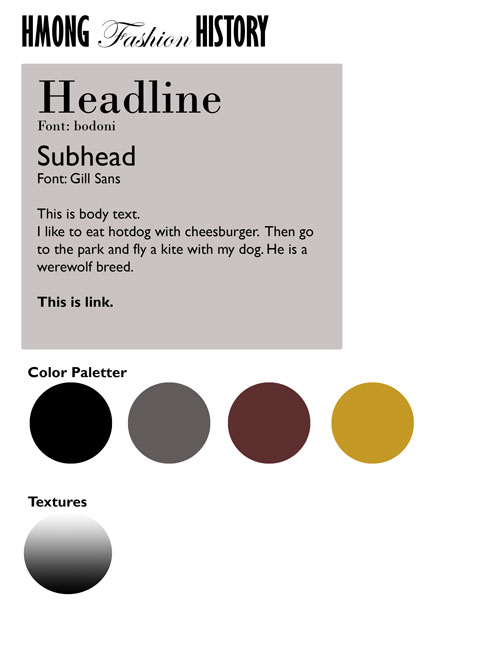 HMONG Fashion HISTORY
Headline
Font: bodoni
Subhead
Font: Gill Sans
This is body text.
I like to eat hotdog with cheesburger. Then go
to the park and fly a kite with my dog. He is a
werewolf breed.
This is link.
Color Paletter
Textures